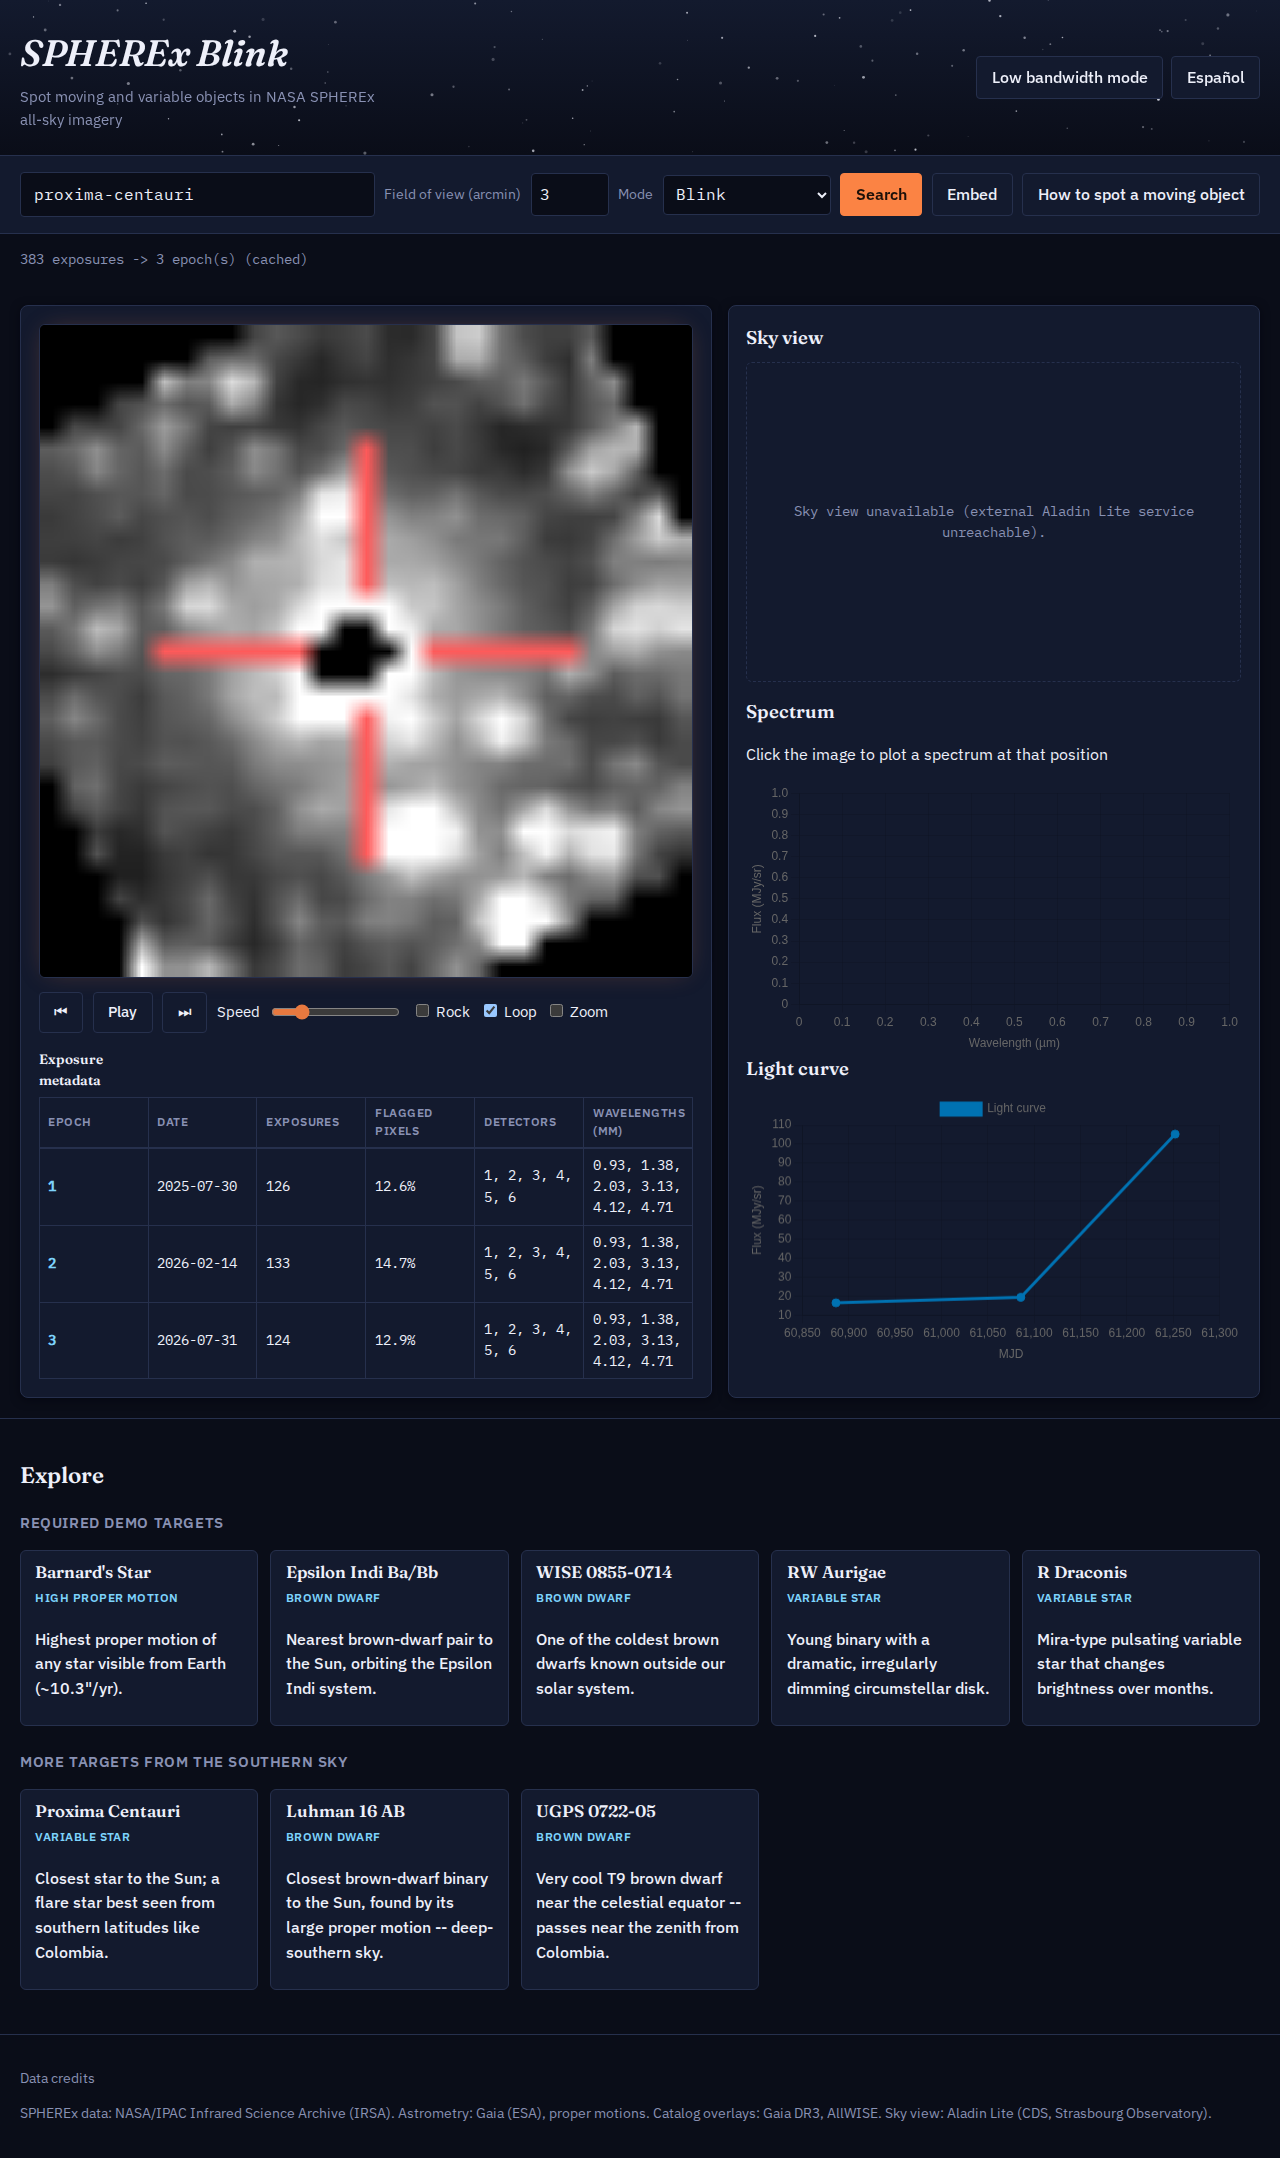 SPHEREx Blink
Spot moving and variable objects in NASA SPHEREx
all-sky imagery
Low bandwidth mode
Español
proxima-centauri
Field of view (arcmin)
3
Mode
Blink
Search
Embed
How to spot a moving object
383 exposures -> 3 epoch(s) (cached)
Play
Speed
Rock
Loop
Zoom
Exposure
metadata
EPOCH DATE EXPOSURES FLAGGED PIXELS DETECTORS WAVELENGTHS (MM)
1 2025-07-30 126 12.6% 1, 2, 3, 4, 5, 6 0.93, 1.38, 2.03, 3.13, 4.12, 4.71
2 2026-02-14 133 14.7% 1, 2, 3, 4, 5, 6 0.93, 1.38, 2.03, 3.13, 4.12, 4.71
3 2026-07-31 124 12.9% 1, 2, 3, 4, 5, 6 0.93, 1.38, 2.03, 3.13, 4.12, 4.71
Sky view
Sky view unavailable (external Aladin Lite service
unreachable).
Spectrum
Click the image to plot a spectrum at that position
Flux (MJy/sr)
1.0
0.9
0.8
0.7
0.6
0.5
0.4
0.3
0.2
0.1
0
0 0.1 0.2 0.3 0.4 0.5 0.6 0.7 0.8 0.9 1.0
Wavelength (µm)
Light curve
Light curve
Flux (MJy/sr)
110
100
90
80
70
60
50
40
30
20
10
60,850 60,900 60,950 61,000 61,050 61,100 61,150 61,200 61,250 61,300
MJD
Explore
REQUIRED DEMO TARGETS
Barnard's Star
HIGH PROPER MOTION
Highest proper motion of
any star visible from Earth
(~10.3"/yr).
Epsilon Indi Ba/Bb
BROWN DWARF
Nearest brown-dwarf pair to
the Sun, orbiting the Epsilon
Indi system.
WISE 0855-0714
BROWN DWARF
One of the coldest brown
dwarfs known outside our
solar system.
RW Aurigae
VARIABLE STAR
Young binary with a
dramatic, irregularly
dimming circumstellar disk.
R Draconis
VARIABLE STAR
Mira-type pulsating variable
star that changes
brightness over months.
MORE TARGETS FROM THE SOUTHERN SKY
Proxima Centauri
VARIABLE STAR
Closest star to the Sun; a
flare star best seen from
southern latitudes like
Colombia.
Luhman 16 AB
BROWN DWARF
Closest brown-dwarf binary
to the Sun, found by its
large proper motion -- deep-
southern sky.
UGPS 0722-05
BROWN DWARF
Very cool T9 brown dwarf
near the celestial equator --
passes near the zenith from
Colombia.
Data credits
SPHEREx data: NASA/IPAC Infrared Science Archive (IRSA). Astrometry: Gaia (ESA), proper motions. Catalog overlays: Gaia DR3, AllWISE. Sky view: Aladin Lite (CDS, Strasbourg Observatory).